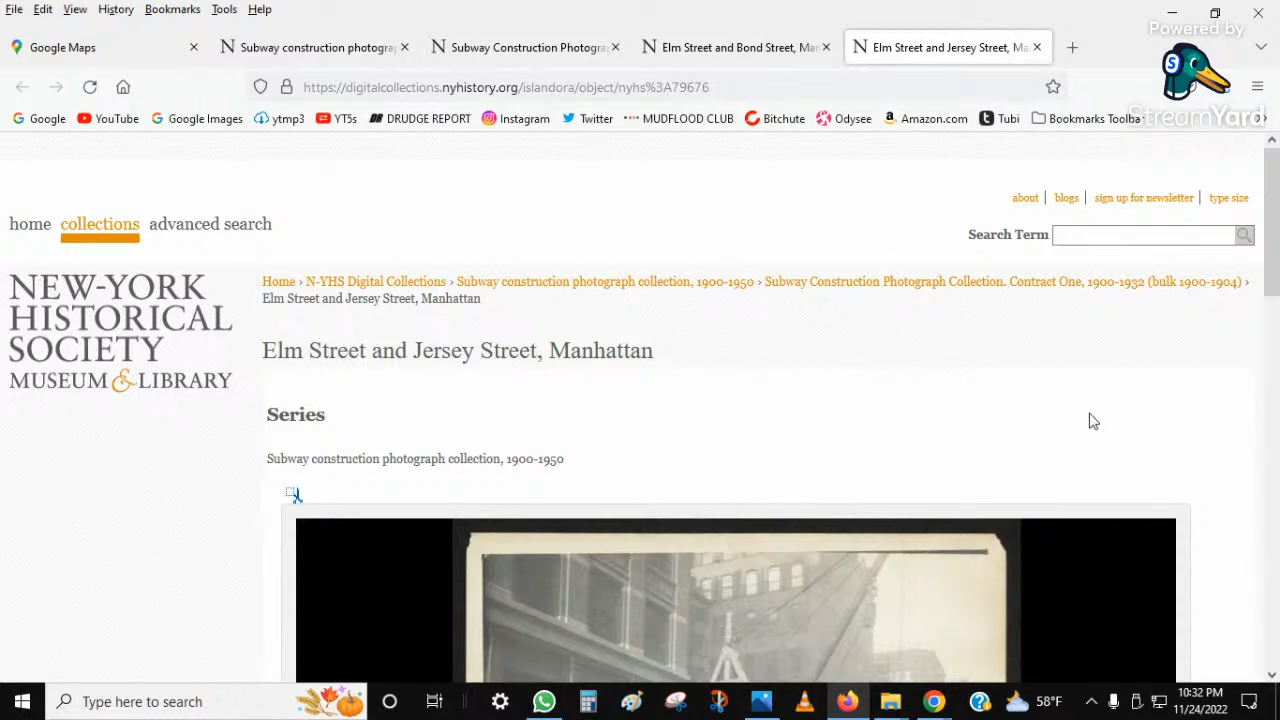 File Edit View History Bookmarks Tools Help
Google Maps
Subway construction photogra
Subway Construction Photogra
Elm Street and Bond Street, Man
Elm Street and Jersey Street, Ma
Powered by
StreamYard
https://digitalcollections.nyhistory.org/islandora/object/nyhs%3A79676
Google YouTube Google Images ytmp3 YT5s DRUDGE REPORT Instagram Twitter MUDFLOOD CLUB Bitchute Odysee Amazon.com Tubi Bookmarks Toolba
about blogs sign up for newsletter type size
home collections advanced search
Search Term
NEW-YORK
HISTORICAL
SOCIETY
MUSEUM & LIBRARY
Home › N-YHS Digital Collections › Subway construction photograph collection, 1900-1950 › Subway Construction Photograph Collection. Contract One, 1900-1932 (bulk 1900-1904) ›
Elm Street and Jersey Street, Manhattan
Elm Street and Jersey Street, Manhattan
Series
Subway construction photograph collection, 1900-1950
Type here to search
58°F
10:32 PM
11/24/2022